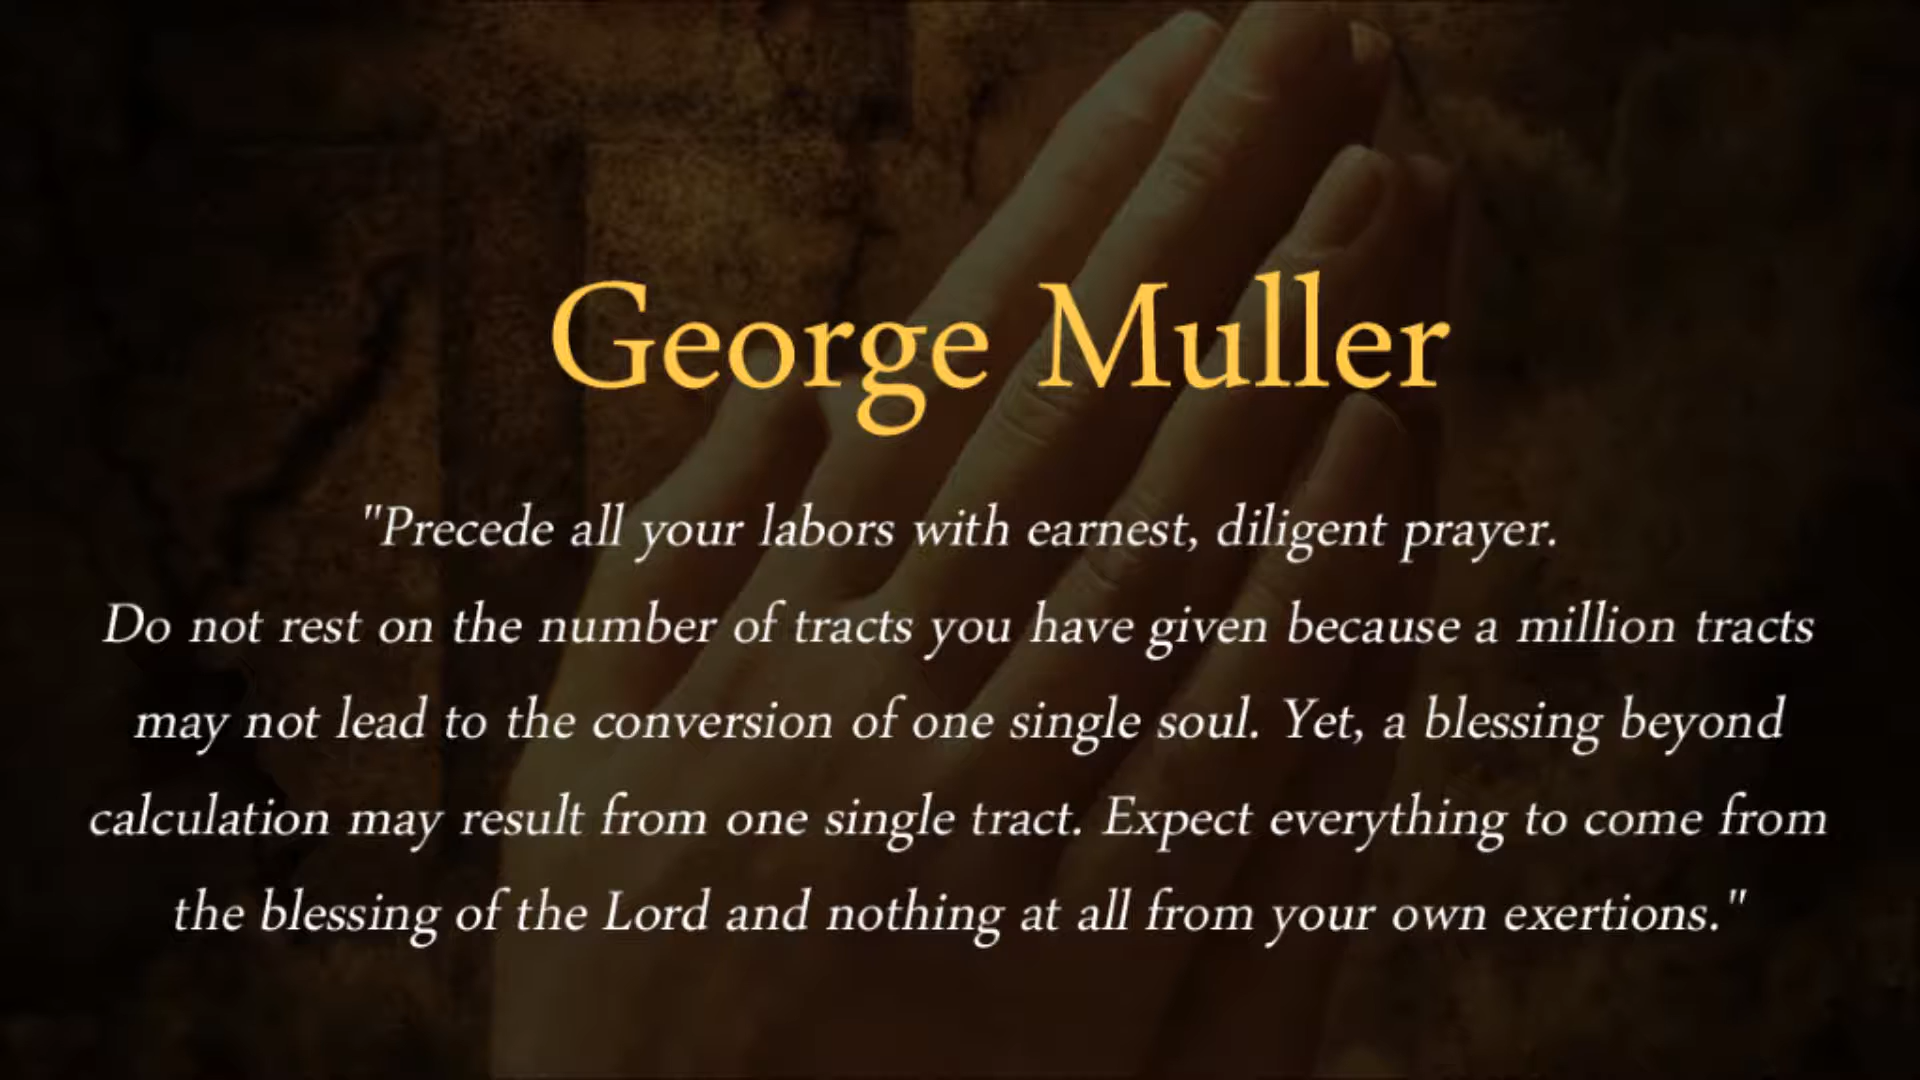 George Muller
"Precede all your labors with earnest, diligent prayer.
Do not rest on the number of tracts you have given because a million tracts
may not lead to the conversion of one single soul. Yet, a blessing beyond
calculation may result from one single tract. Expect everything to come from
the blessing of the Lord and nothing at all from your own exertions."